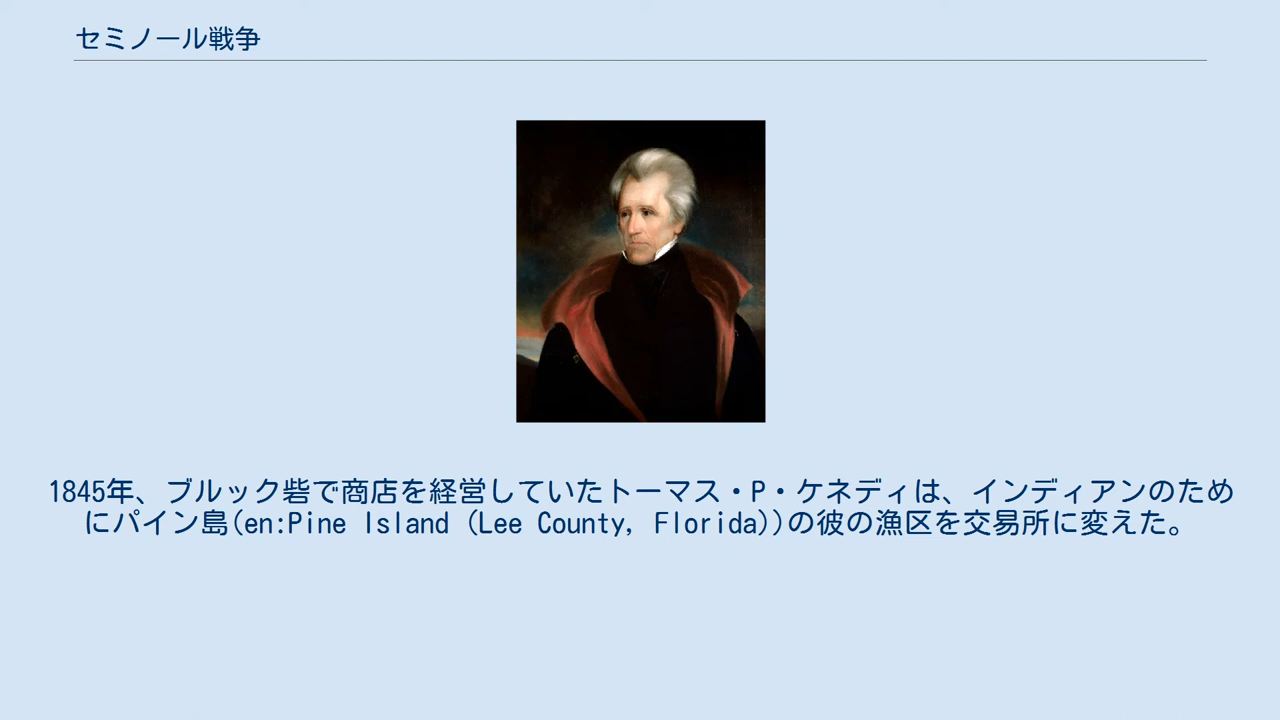 セミノール戦争
1845年、ブルック砦で商店を経営していたトーマス・P・ケネディは、インディアンのため
にパイン島(en:Pine Island (Lee County, Florida))の彼の漁区を交易所に変えた。